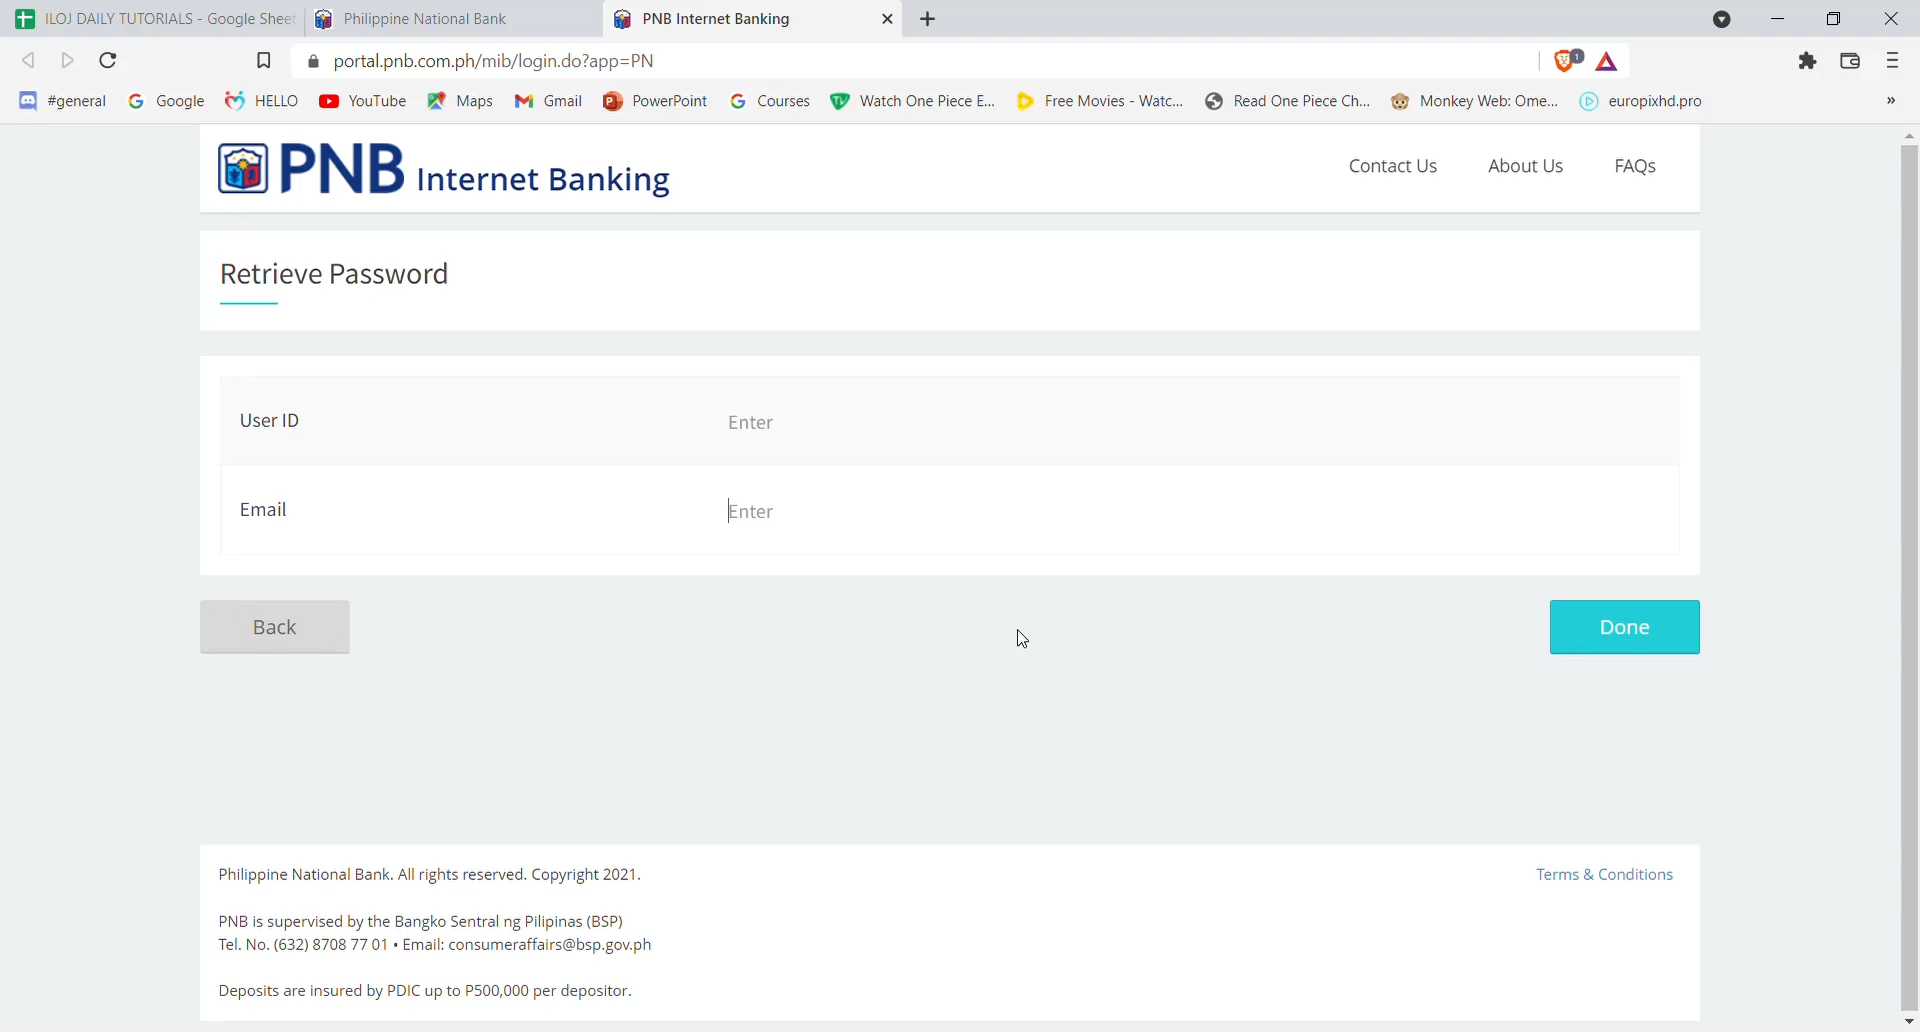 ILOJ DAILY TUTORIALS - Google Sheet
Philippine National Bank
PNB Internet Banking
portal.pnb.com.ph/mib/login.do?app=PN
1
#general
Google
HELLO
YouTube
Maps
Gmail
PowerPoint
Courses
Watch One Piece E...
Free Movies - Watc...
Read One Piece Ch...
Monkey Web: Ome...
europixhd.pro
»
PNB Internet Banking
Contact Us
About Us
FAQs
Retrieve Password
User ID
Enter
Email
Enter
Back
Done
Philippine National Bank. All rights reserved. Copyright 2021.
Terms & Conditions
PNB is supervised by the Bangko Sentral ng Pilipinas (BSP)
Tel. No. (632) 8708 77 01 • Email: consumeraffairs@bsp.gov.ph
Deposits are insured by PDIC up to P500,000 per depositor.